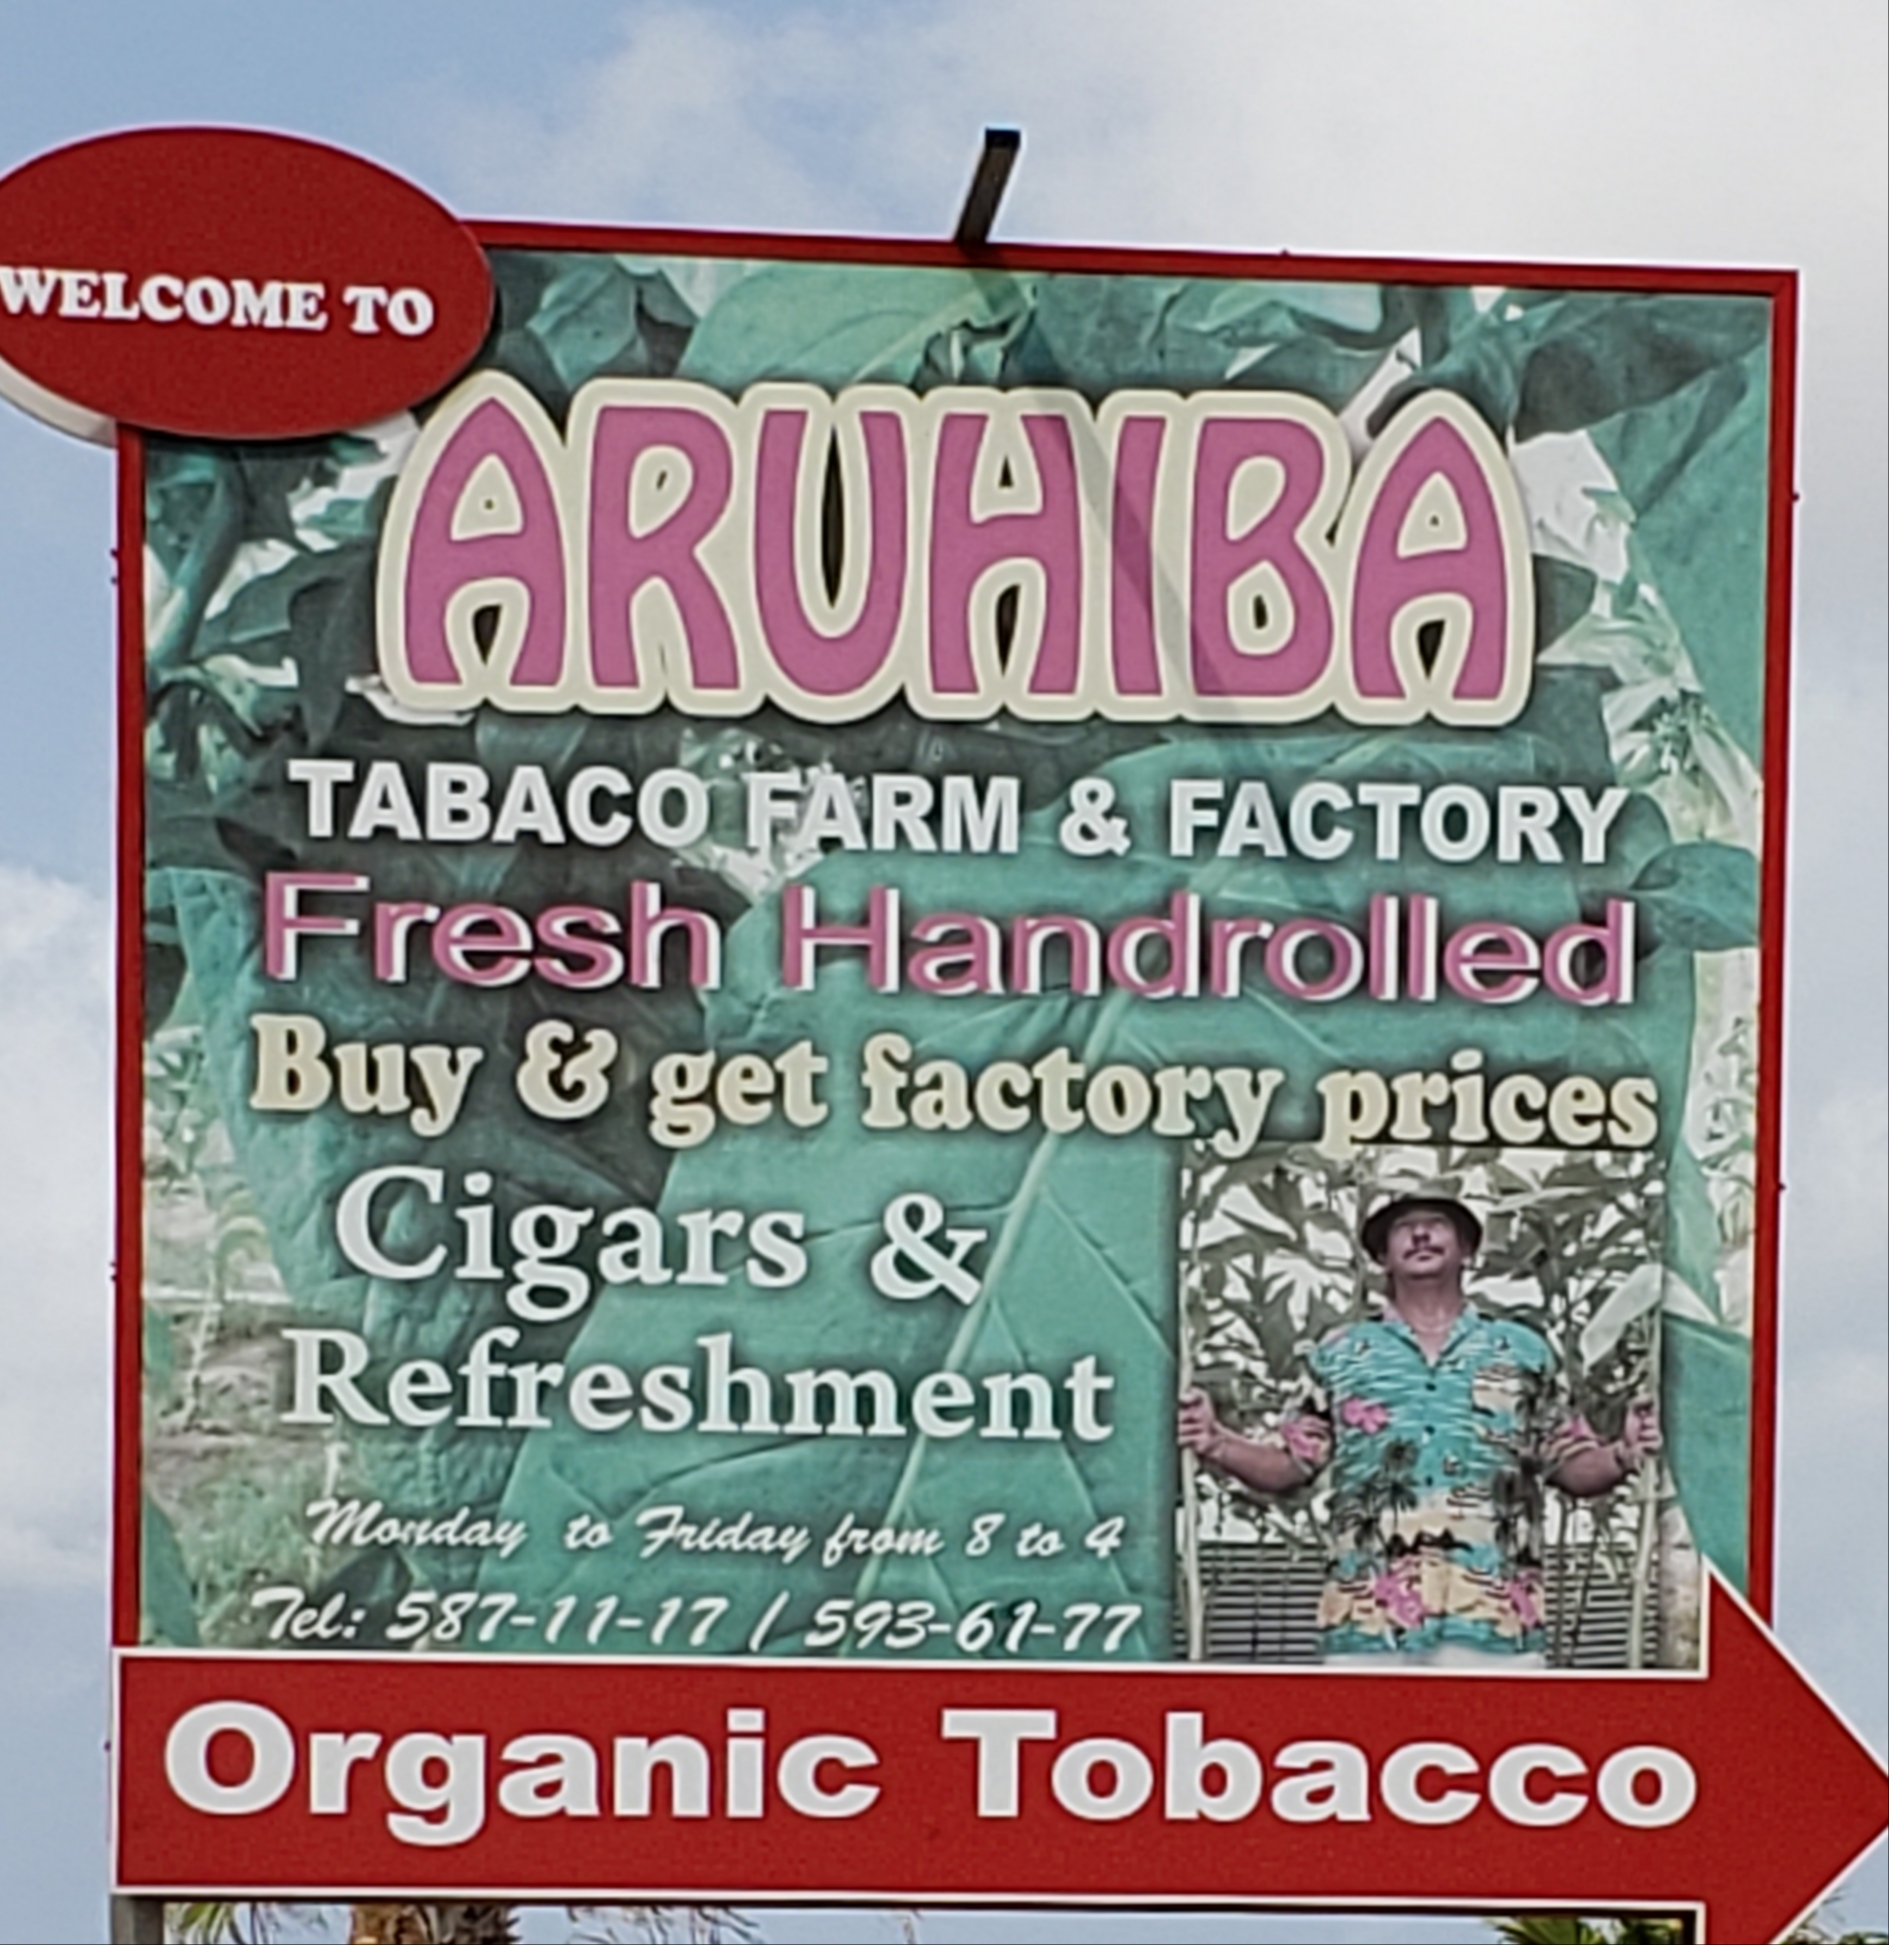 WELCOME TO
ARUHIBA
TABACO FARM & FACTORY
Fresh Handrolled
Buy & get factory prices
Cigars &
Refreshment
Monday to Friday from 8 to 4
Tel: 587-11-17 / 593-61-77
Organic Tobacco